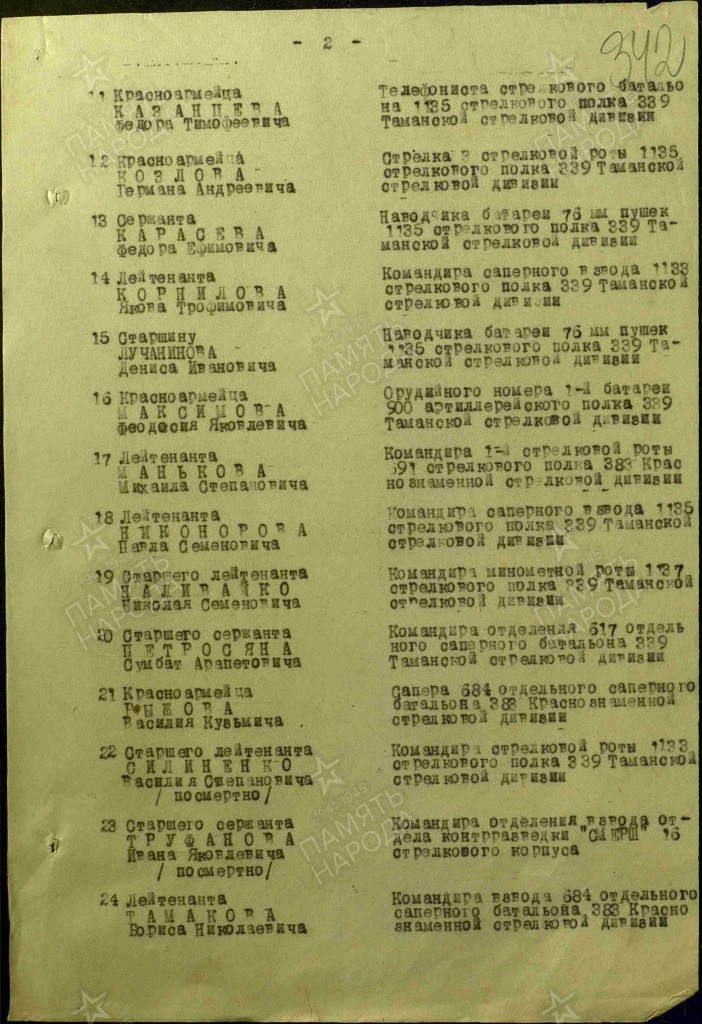 - 2 -
342
11 Красноармейца
КАЗАНЦЕВА
Федора Тимофеевича
Телефониста стрелкового батальо
на 1135 стрелкового полка 339
Таманской стрелковой дивизии
12 Красноармейца
КОЗЛОВА
Германа Андреевича
Стрелка 3 стрелковой роты 1135
стрелкового полка 339 Таманской
стрелковой дивизии
13 Сержанта
КАРАСЕВА
Федора Ефимовича
Наводчика батареи 76 мм пушек
1135 стрелкового полка 339 Та-
манской стрелковой дивизии
14 Лейтенанта
КОРНИЛОВА
Якова Трофимовича
Командира саперного взвода 1133
стрелкового полка 339 Таманской
стрелковой дивизии
15 Старшину
ЛУЧАНИНОВА
Дениса Ивановича
Наводчика батареи 76 мм пушек
1135 стрелкового полка 339 Та-
манской стрелковой дивизии
16 Красноармейца
МАКСИМОВА
Феодосия Яковлевича
Орудийного номера 1-й батареи
900 артиллерейского полка 339
Таманской стрелковой дивизии
17 Лейтенанта
МАНЬКОВА
Михаила Степановича
Командира 1-й стрелковой роты
691 стрелкового полка 383 Крас
нознаменной стрелковой дивизии
18 Лейтенанта
НИКОНОРОВА
Павла Семеновича
Командира саперного взвода 1135
стрелкового полка 339 Таманской
стрелковой дивизии
19 Старшего лейтенанта
НАЛИВАЙКО
Николая Семеновича
Командира минометной роты 1137
стрелкового полка 339 Таманской
стрелковой дивизии
20 Старшего сержанта
ПЕТРОСЯНА
Сумбат Арапетовича
Командира отделения 617 отдель
ного саперного батальона 339
Таманской стрелковой дивизии
21 Красноармейца
РЫЖОВА
Василия Кузьмича
Сапера 684 отдельного саперного
батальона 383 Краснознаменной
стрелковой дивизии
22 Старшего лейтенанта
СИЛИНЕНКО
Василия Степановича
/посмертно/
Командира стрелковой роты 1133
стрелкового полка 339 Таманской
стрелковой дивизии
23 Старшего сержанта
ТРУФАНОВА
Ивана Яковлевича
/посмертно/
Командира отделения взвода от-
дела контрразведки "СМЕРШ" 16
стрелкового корпуса
24 Лейтенанта
ТАМАКОВА
Бориса Николаевича
Командира взвода 684 отдельного
саперного батальона 383 Красно
знаменной стрелковой дивизии
ПАМЯТЬ
НАРОДА
1941-1945